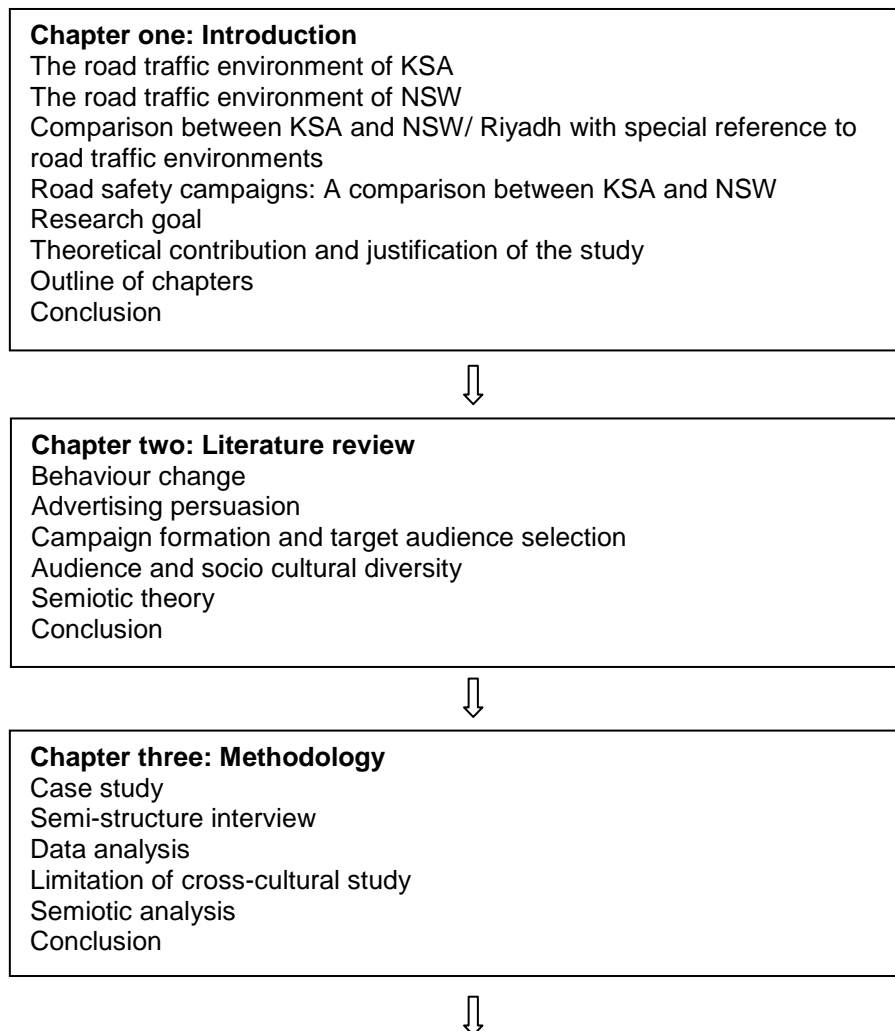 Chapter one: Introduction
The road traffic environment of KSA
The road traffic environment of NSW
Comparison between KSA and NSW/ Riyadh with special reference to
road traffic environments
Road safety campaigns: A comparison between KSA and NSW
Research goal
Theoretical contribution and justification of the study
Outline of chapters
Conclusion
Chapter two: Literature review
Behaviour change
Advertising persuasion
Campaign formation and target audience selection
Audience and socio cultural diversity
Semiotic theory
Conclusion
Chapter three: Methodology
Case study
Semi-structure interview
Data analysis
Limitation of cross-cultural study
Semiotic analysis
Conclusion